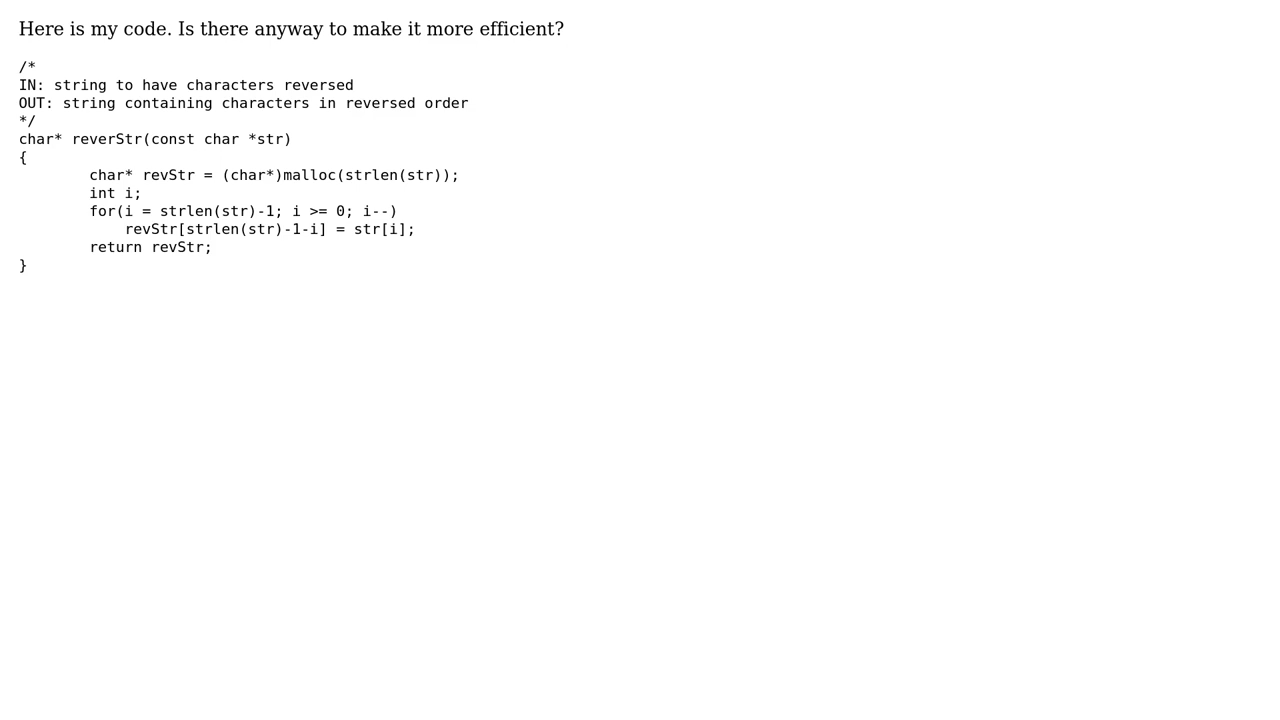 Here is my code. Is there anyway to make it more efficient?
/*
IN: string to have characters reversed
OUT: string containing characters in reversed order
*/
char* reverStr(const char *str)
{
        char* revStr = (char*)malloc(strlen(str));
        int i;
        for(i = strlen(str)-1; i >= 0; i--)
            revStr[strlen(str)-1-i] = str[i];
        return revStr;
}